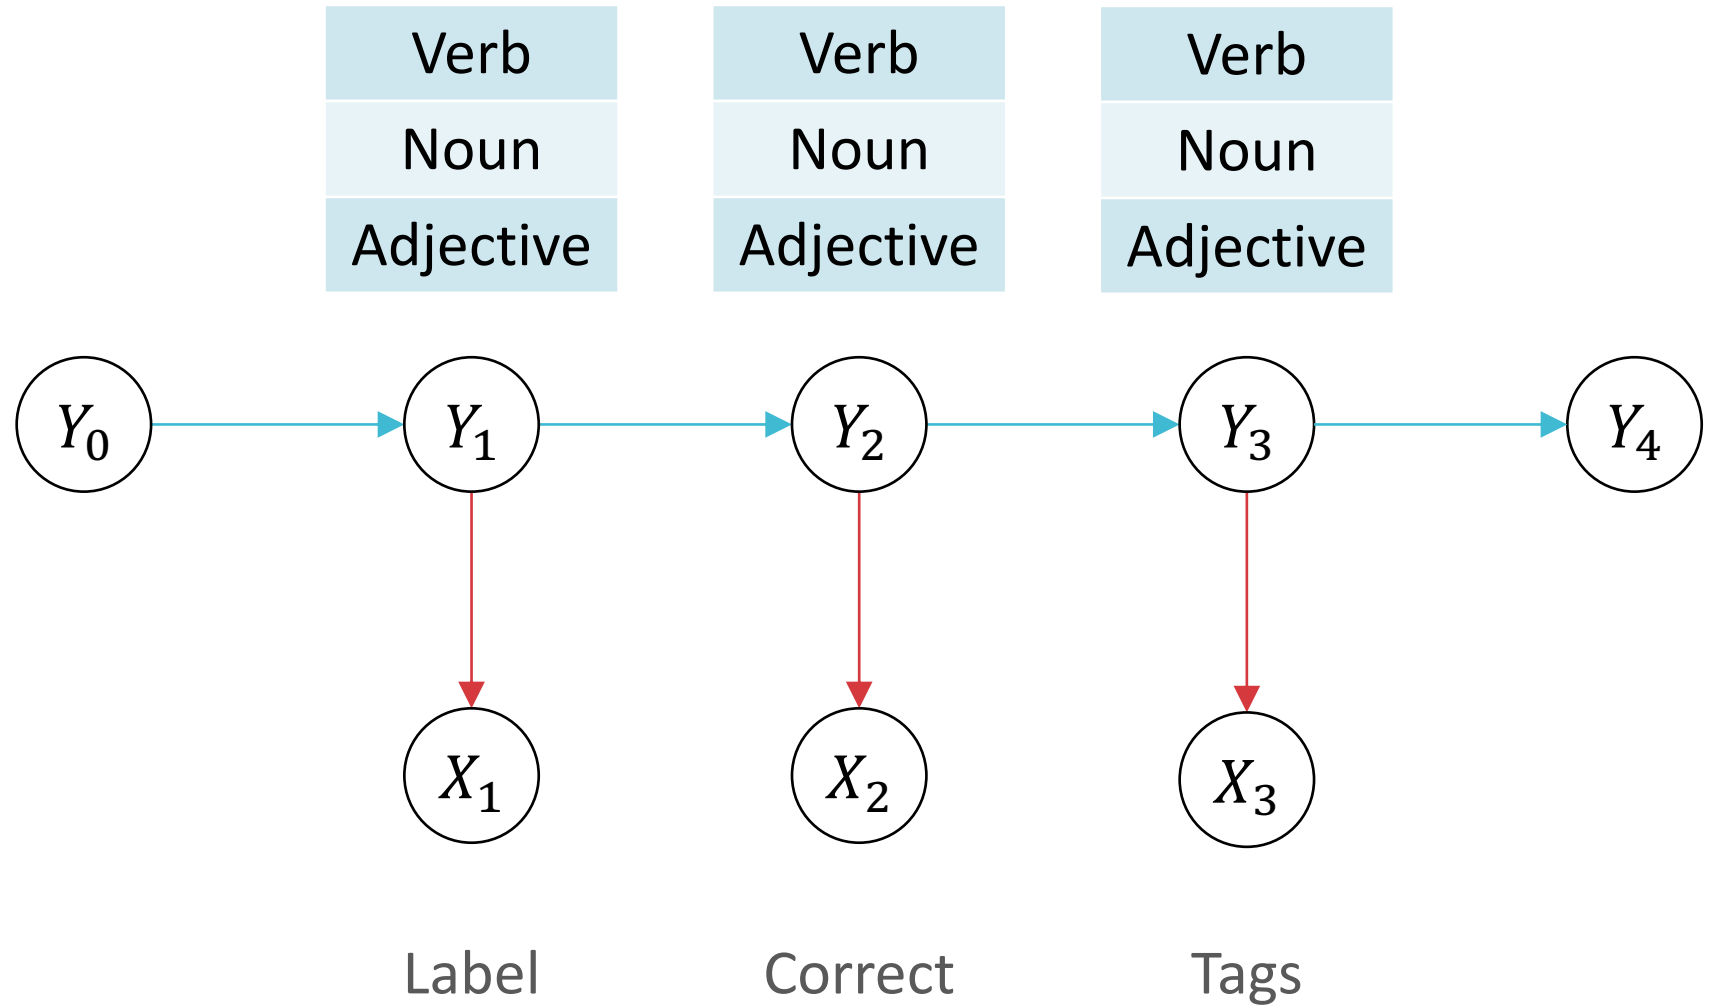 Verb Verb Verb
Noun Noun Noun
Adjective Adjective Adjective
Y₀ Y₁ Y₂ Y₃ Y₄
X₁ X₂ X₃
Label Correct Tags